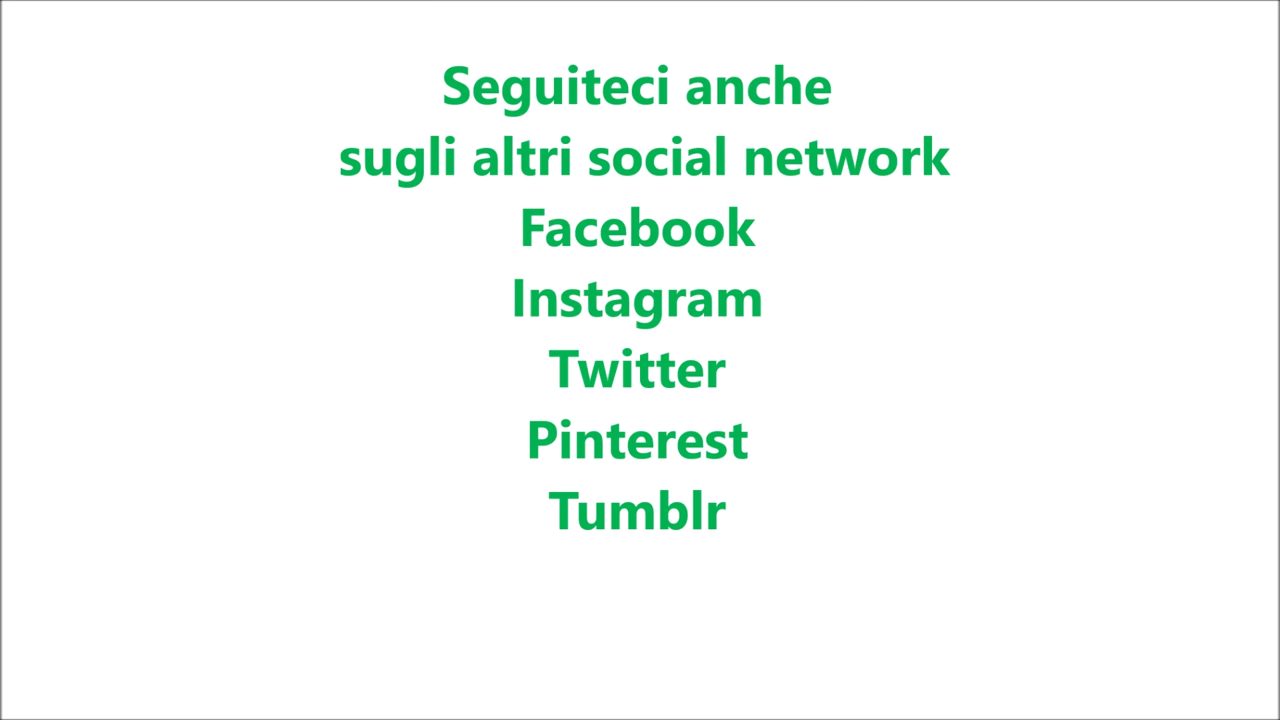 Seguiteci anche
sugli altri social network
Facebook
Instagram
Twitter
Pinterest
Tumblr